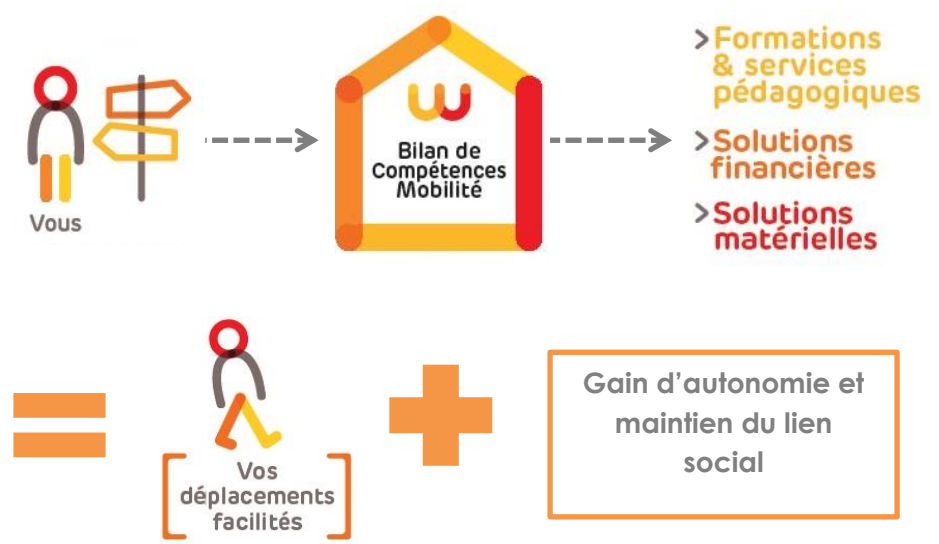 Vous
Bilan de
Compétences
Mobilité
>Formations
& services
pédagogiques
>Solutions
financières
>Solutions
matérielles
Vos
déplacements
facilités
Gain d’autonomie et
maintien du lien
social